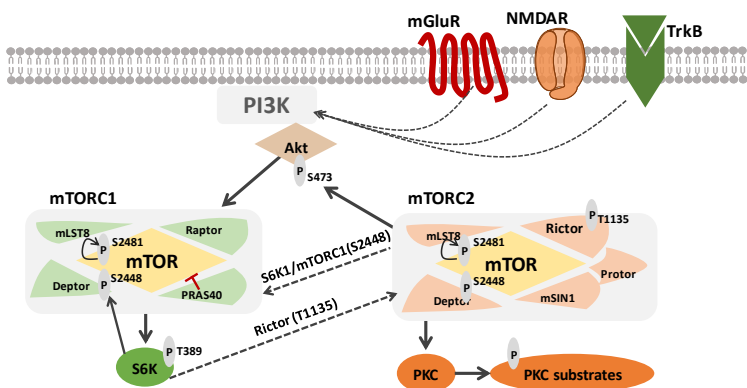 mGluR
NMDAR
TrkB
PI3K
Akt
P
S473
mTORC1
mTORC2
mLST8
P
S2481
Raptor
mTOR
S2448
P
Deptor
PRAS40
S6K1/mTORC1(S2448)
Rictor (T1135)
mLST8
P
S2481
Rictor
P
T1135
mTOR
Protor
S2448
P
Deptor
mSIN1
P
T389
S6K
PKC
P
PKC substrates